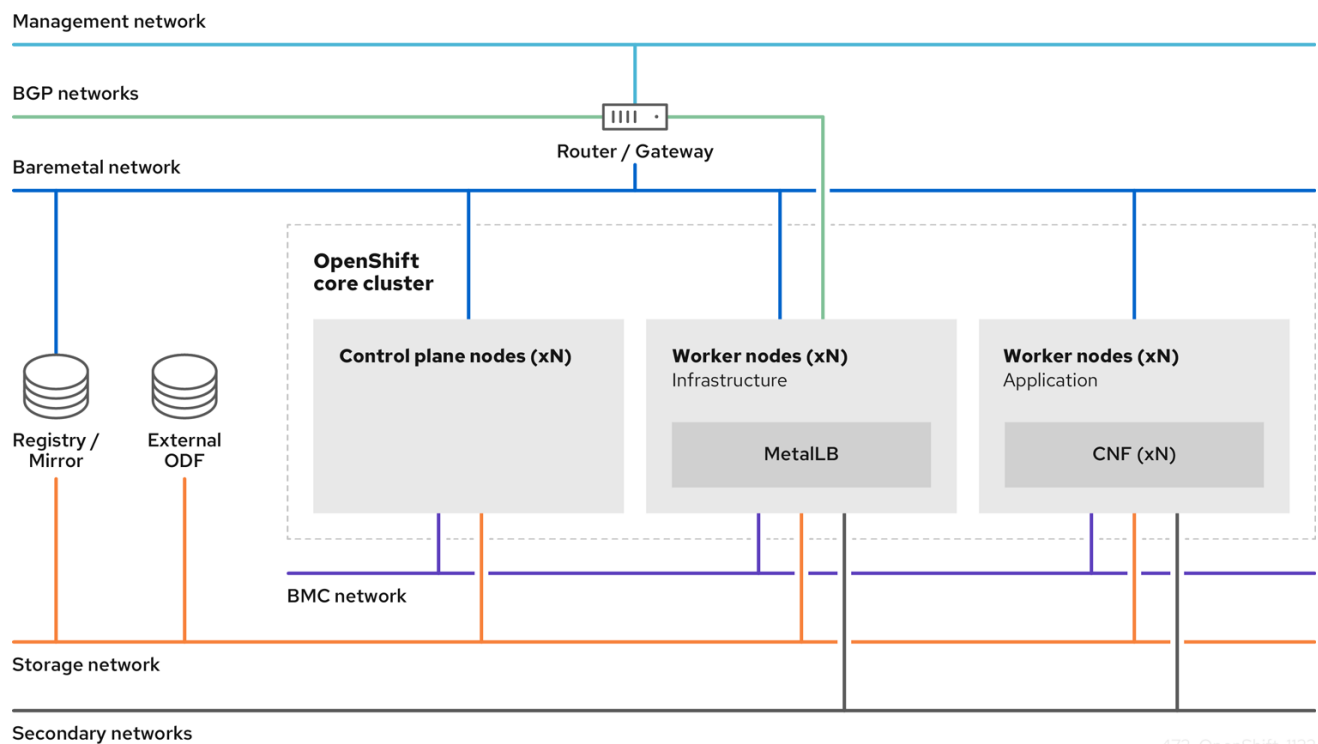 Management network
BGP networks
Router / Gateway
Baremetal network
OpenShift
core cluster
Control plane nodes (xN)
Worker nodes (xN)
Infrastructure
MetalLB
Worker nodes (xN)
Application
CNF (xN)
Registry /
Mirror
External
ODF
BMC network
Storage network
Secondary networks